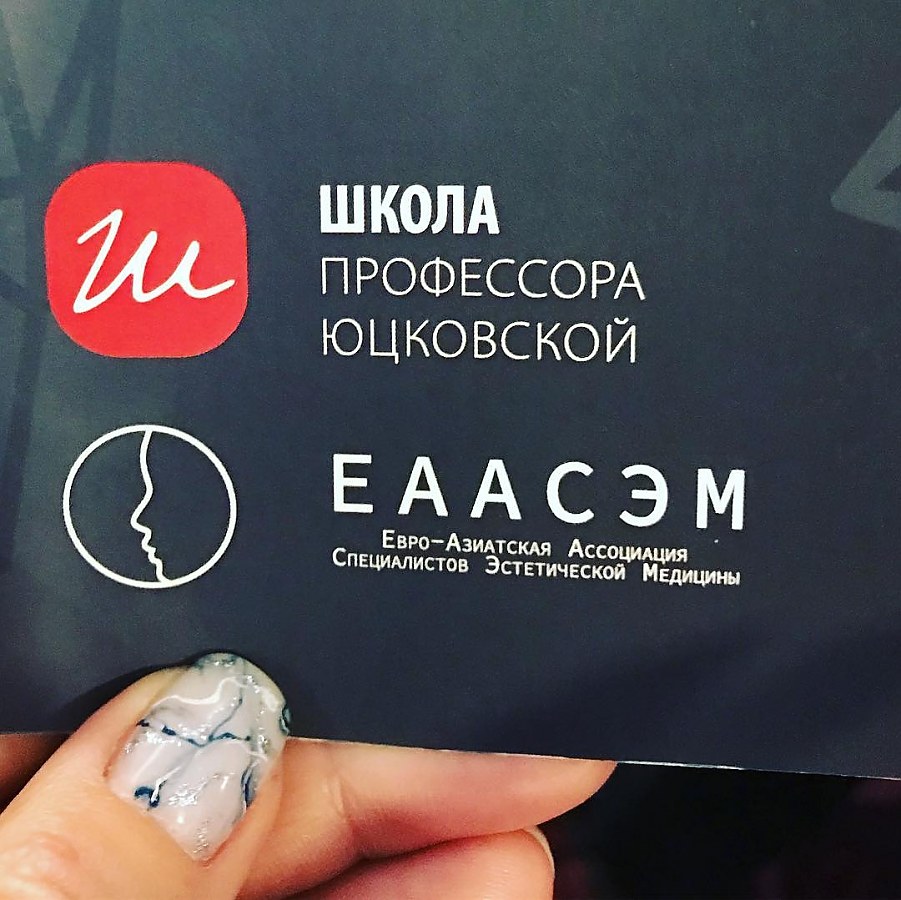 Ш
ШКОЛА
ПРОФЕССОРА
ЮЦКОВСКОЙ
ЕААСЭМ
Евро-Азиатская Ассоциация
Специалистов Эстетической Медицины